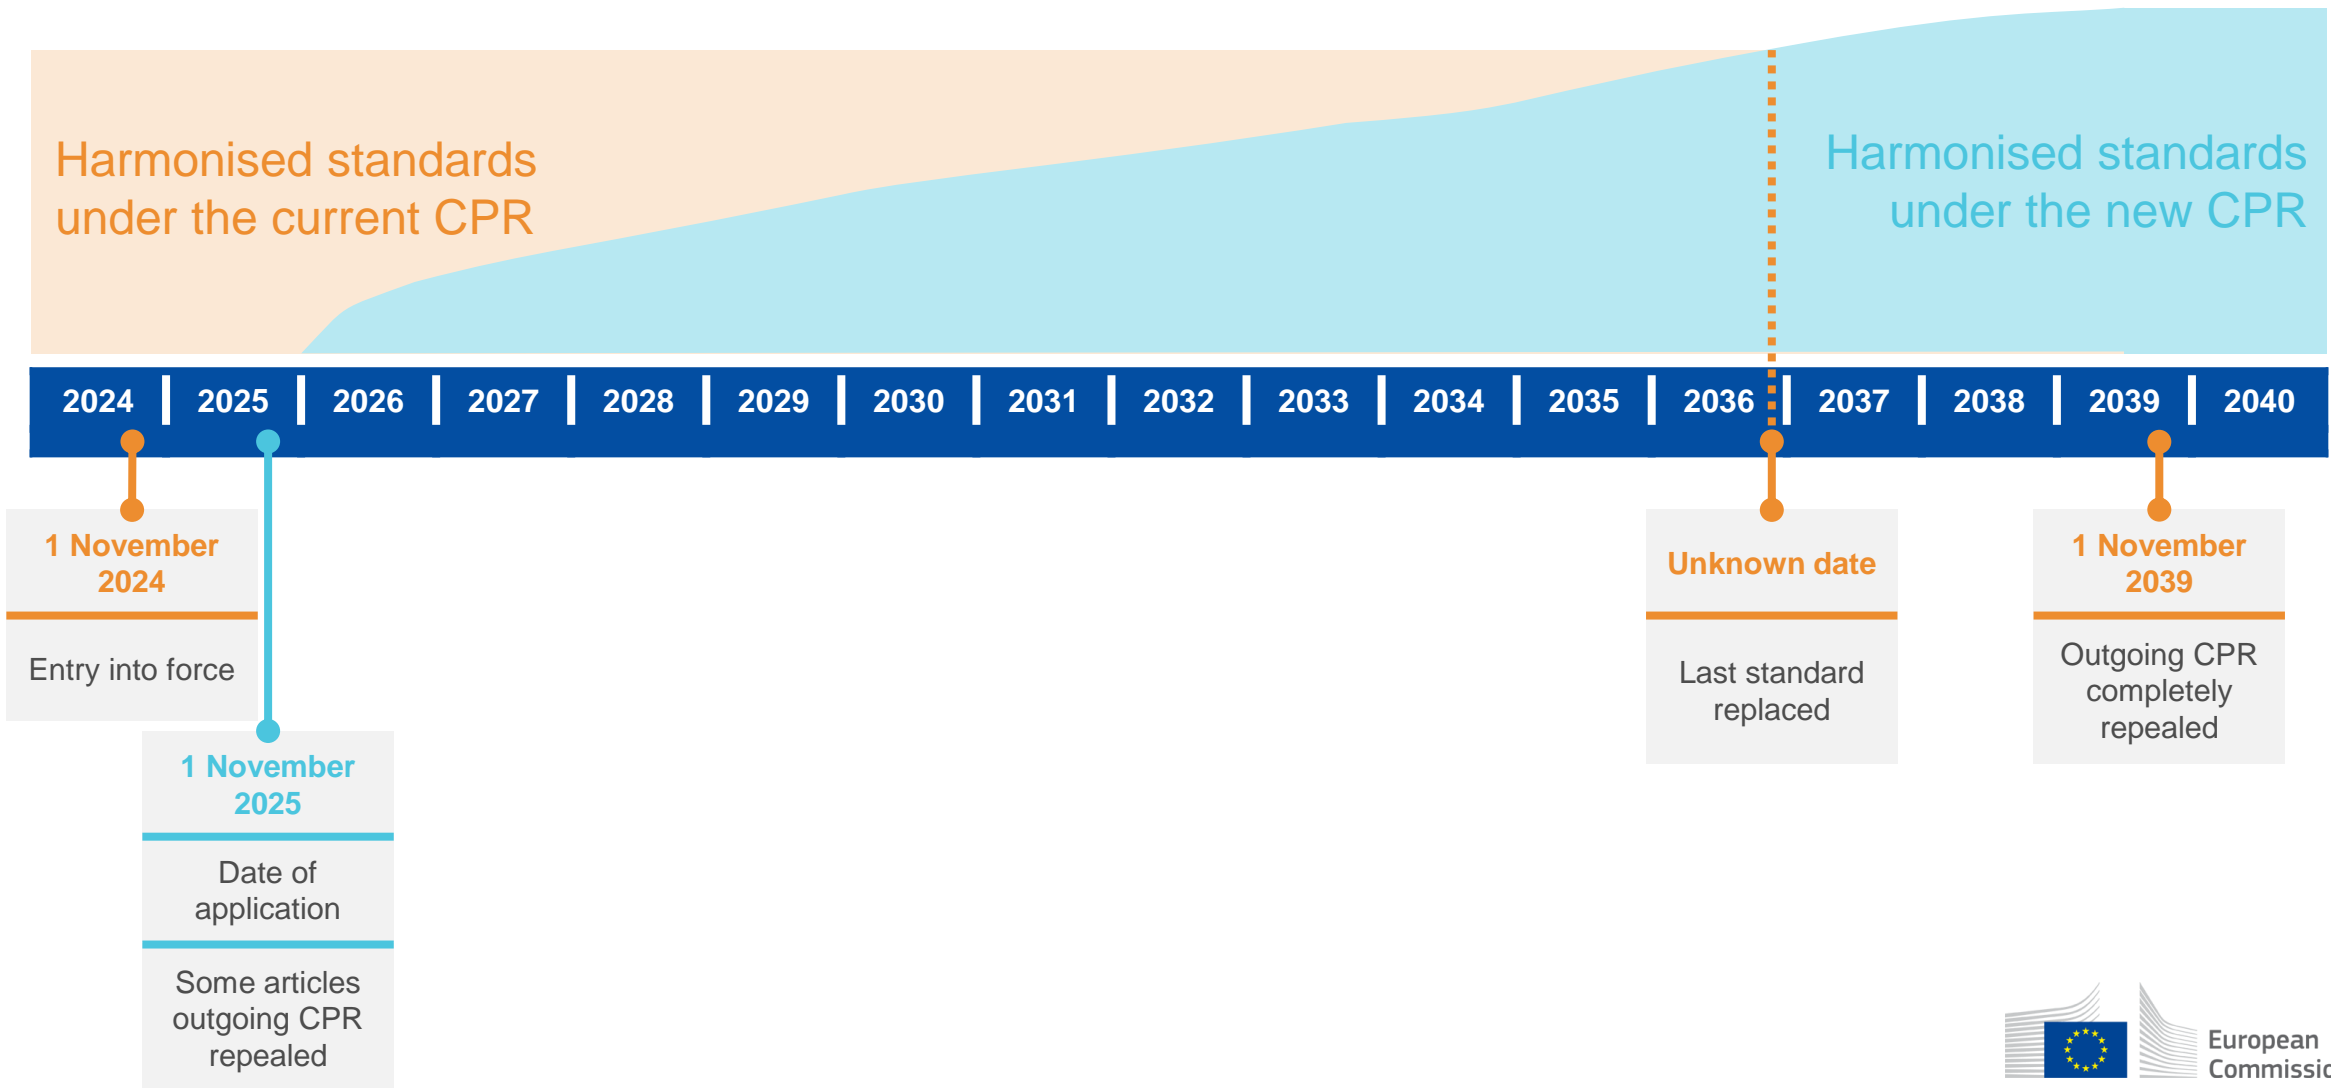 Harmonised standards
under the current CPR
Harmonised standards
under the new CPR
2024 2025 2026 2027 2028 2029 2030 2031 2032 2033 2034 2035 2036 2037 2038 2039 2040
1 November
2024
Entry into force
1 November
2025
Date of
application
Some articles
outgoing CPR
repealed
Unknown date
Last standard
replaced
1 November
2039
Outgoing CPR
completely
repealed
European
Commissio